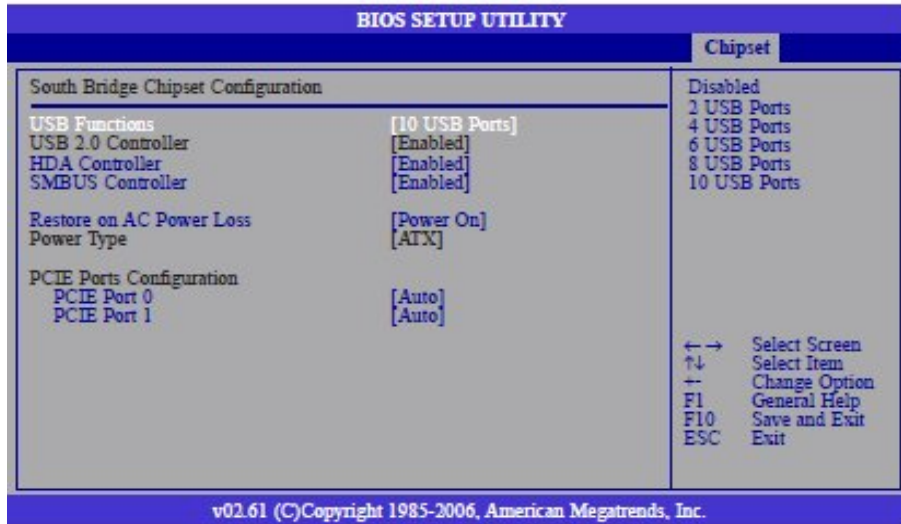 BIOS SETUP UTILITY
Chipset
South Bridge Chipset Configuration
USB Functions [10 USB Ports]
USB 2.0 Controller [Enabled]
HDA Controller [Enabled]
SMBUS Controller [Enabled]
Restore on AC Power Loss [Power On]
Power Type [ATX]
PCIE Ports Configuration
PCIE Port 0 [Auto]
PCIE Port 1 [Auto]
Disabled
2 USB Ports
4 USB Ports
6 USB Ports
8 USB Ports
10 USB Ports
←→ Select Screen
↑↓ Select Item
+- Change Option
F1 General Help
F10 Save and Exit
ESC Exit
v02.61 (C)Copyright 1985-2006, American Megatrends, Inc.